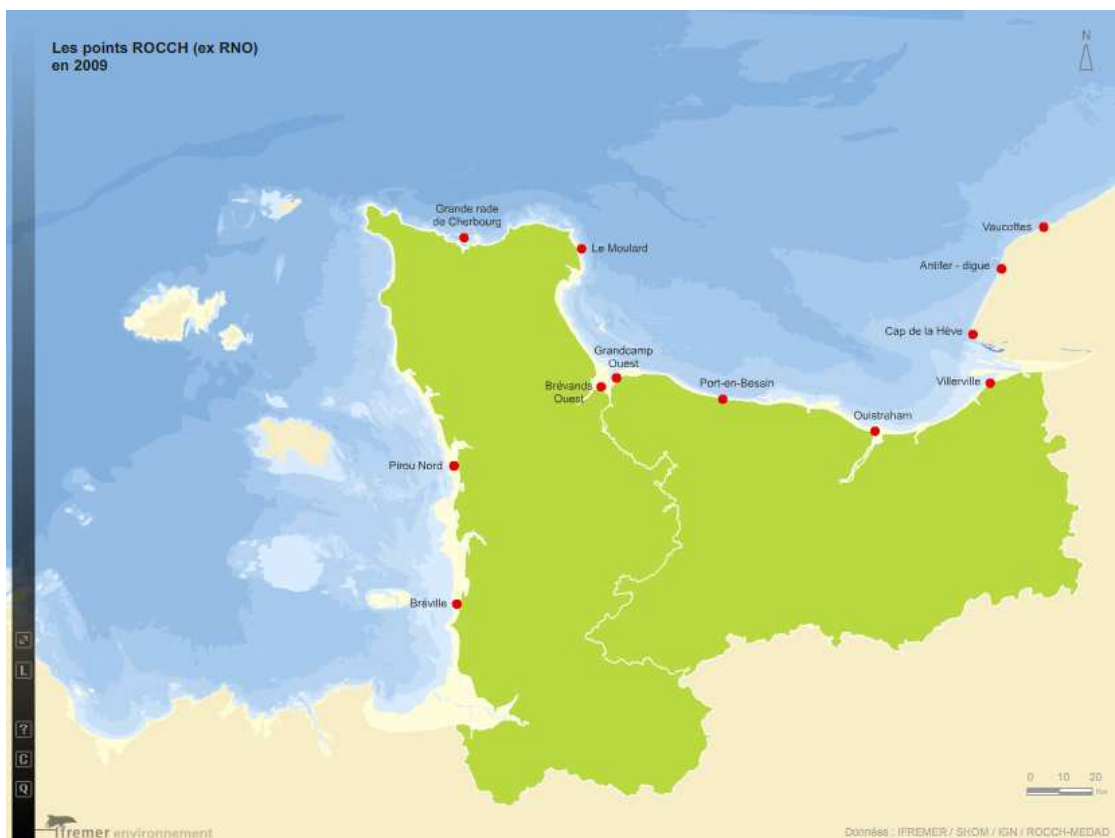 Les points ROCCH (ex RNO)
en 2009
N
Grande rade
de Cherbourg
Le Moulard
Vaucottes
Antifer - digue
Cap de la Hève
Grandcamp
Ouest
Brévands
Ouest
Port-en-Bessin
Villerville
Ouistreham
Pirou Nord
Bréville
L
?
C
Q
0 10 20
Km
ifremer environnement
Données : IFREMER / SHOM / IGN / ROCCH-MEDAD